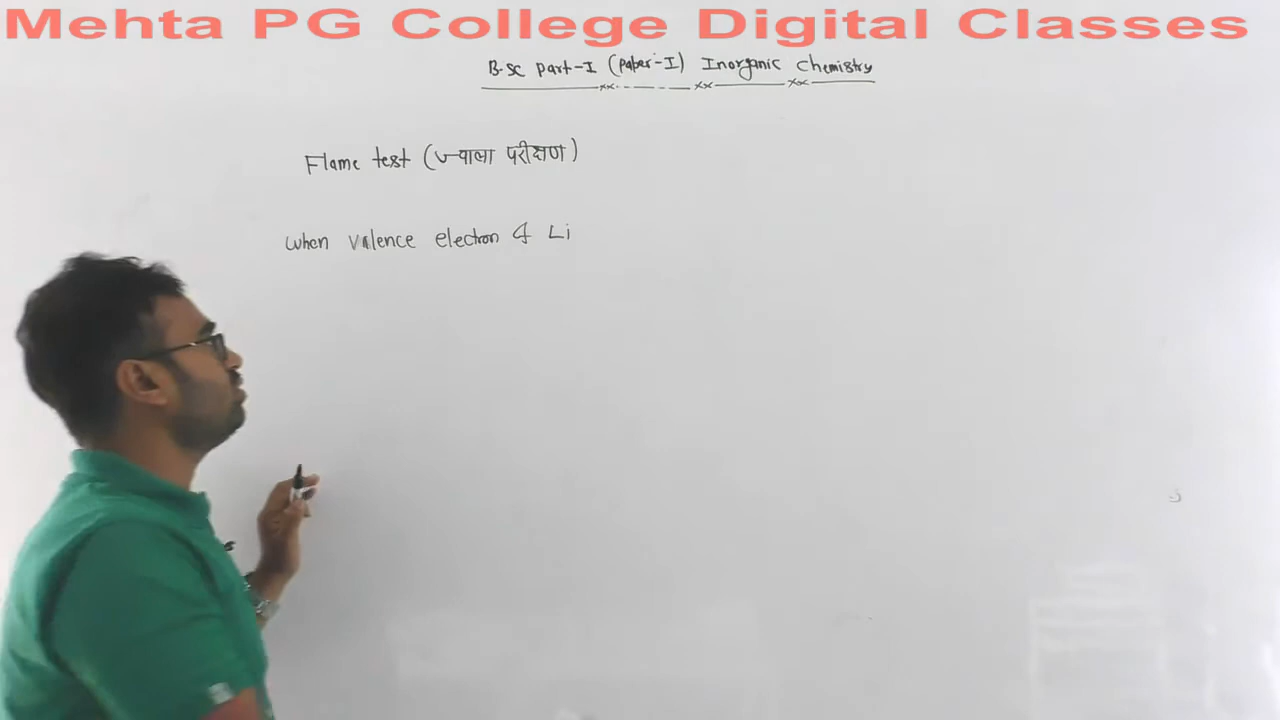 Mehta PG College Digital Classes
B.Sc Part-I (Paper-I) Inorganic Chemistry
Flame test (ज्वाला परीक्षण)
When valence electron of Li